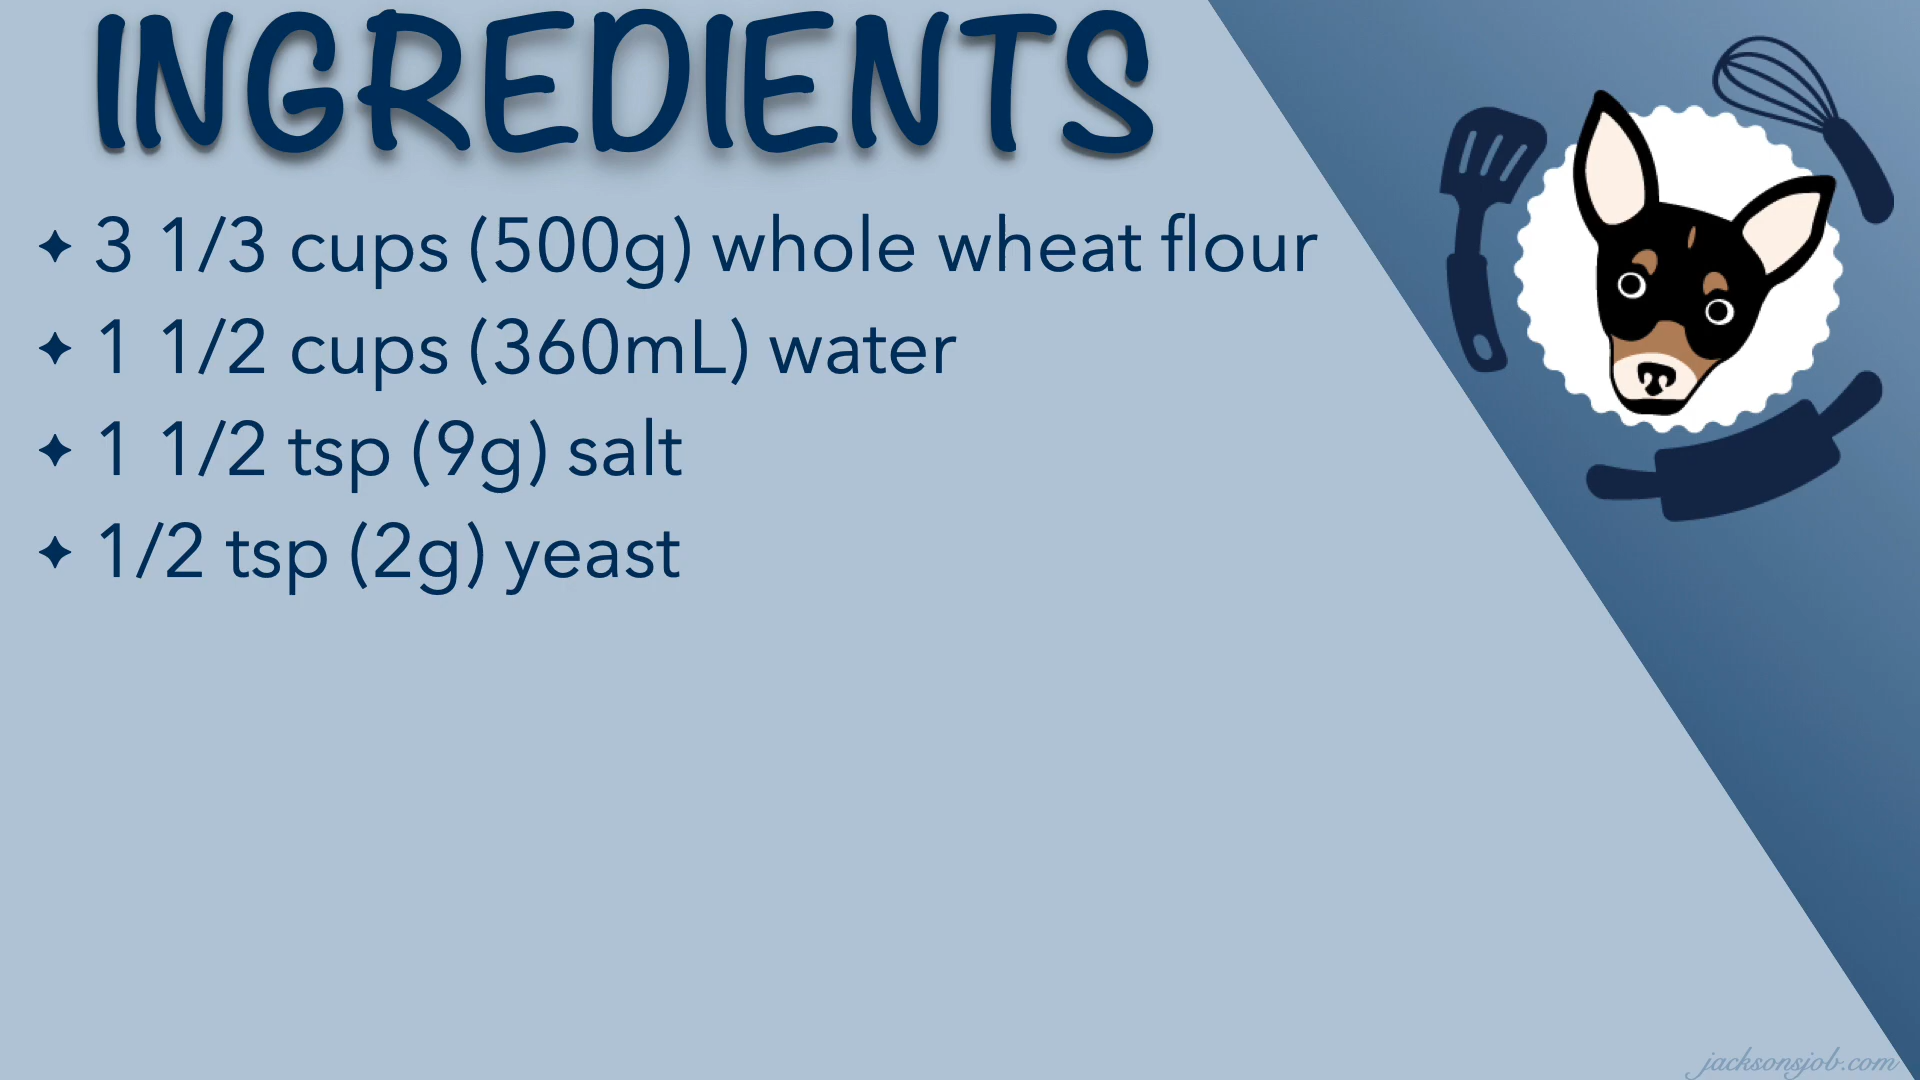 INGREDIENTS
✦ 3 1/3 cups (500g) whole wheat flour
✦ 1 1/2 cups (360mL) water
✦ 1 1/2 tsp (9g) salt
✦ 1/2 tsp (2g) yeast
jacksonsjob.com